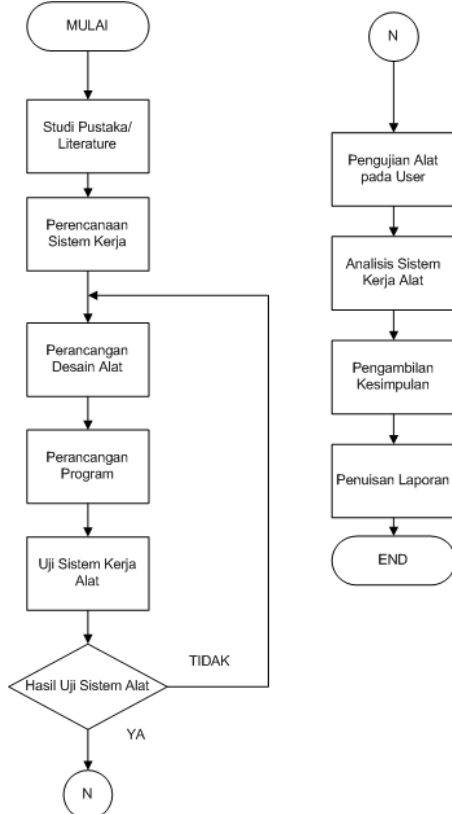 MULAI
Studi Pustaka/
Literature
Perencanaan
Sistem Kerja
Perancangan
Desain Alat
Perancangan
Program
Uji Sistem Kerja
Alat
Hasil Uji Sistem Alat
TIDAK
YA
N
N
Pengujian Alat
pada User
Analisis Sistem
Kerja Alat
Pengambilan
Kesimpulan
Penuisan Laporan
END